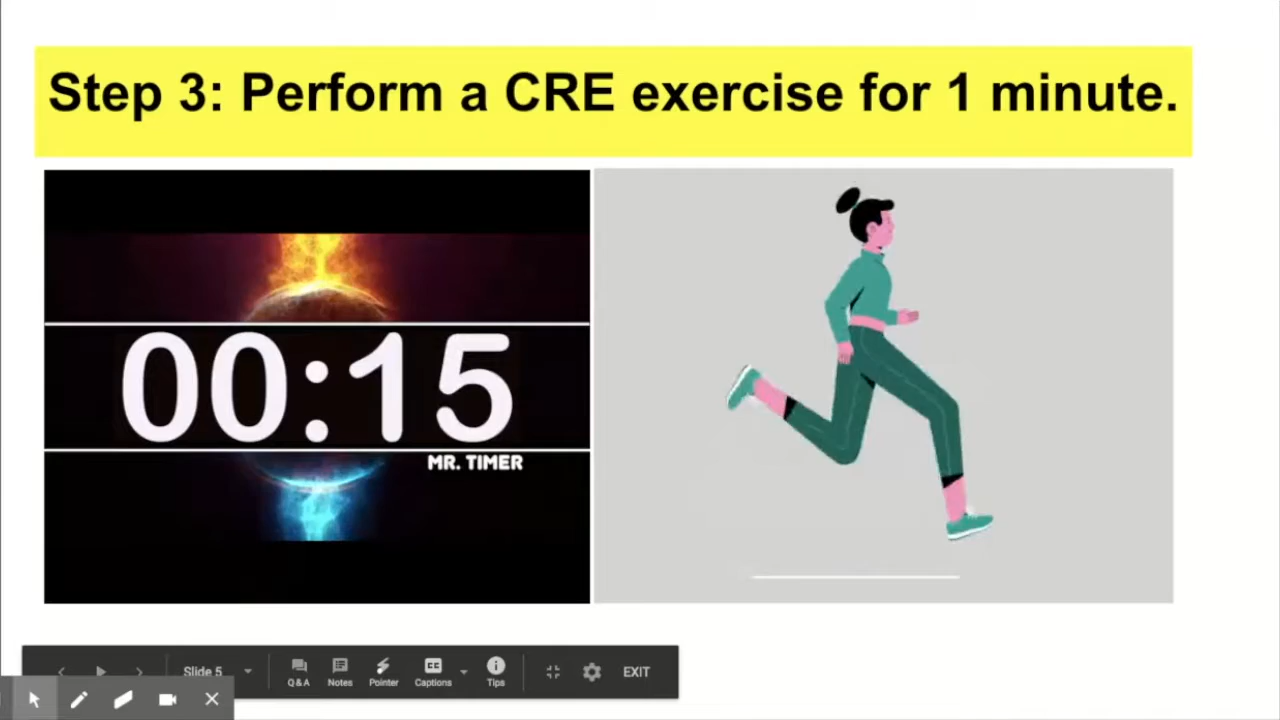 Step 3: Perform a CRE exercise for 1 minute.
00:15
MR. TIMER
Slide 5
Q&A
Notes
Pointer
CC
Captions
Tips
EXIT